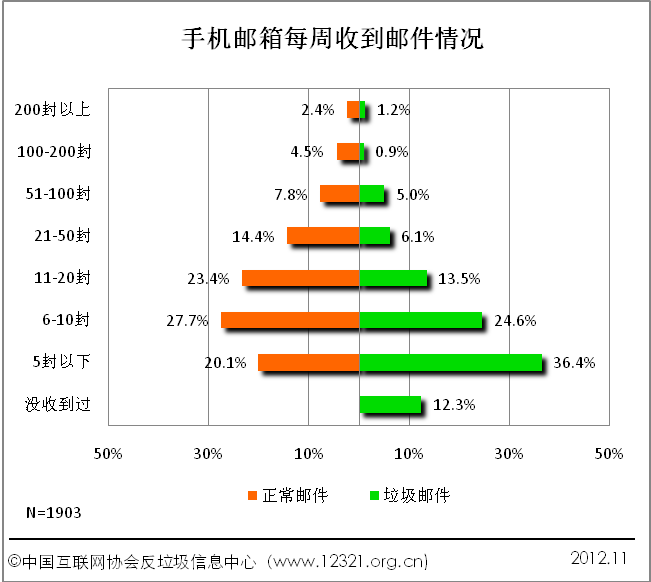 手机邮箱每周收到邮件情况
200封以上 2.4% 1.2%
100-200封 4.5% 0.9%
51-100封 7.8% 5.0%
21-50封 14.4% 6.1%
11-20封 23.4% 13.5%
6-10封 27.7% 24.6%
5封以下 20.1% 36.4%
没收到过 12.3%
50% 30% 10% 10% 30% 50%
正常邮件 垃圾邮件
N=1903
©中国互联网协会反垃圾信息中心 (www.12321.org.cn) 2012.11